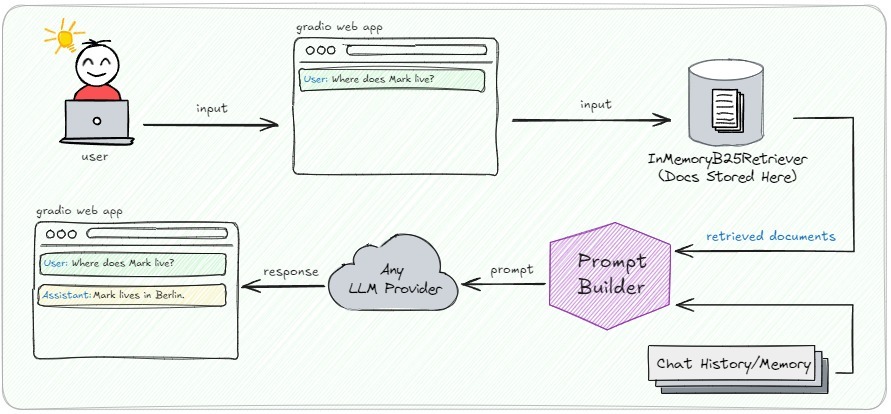 gradio web app
User: Where does Mark live?
input
input
user
InMemoryB25Retriever
(Docs Stored Here)
gradio web app
User: Where does Mark live?
Assistant: Mark lives in Berlin.
response
Any
LLM Provider
prompt
Prompt
Builder
retrieved documents
Chat History/Memory